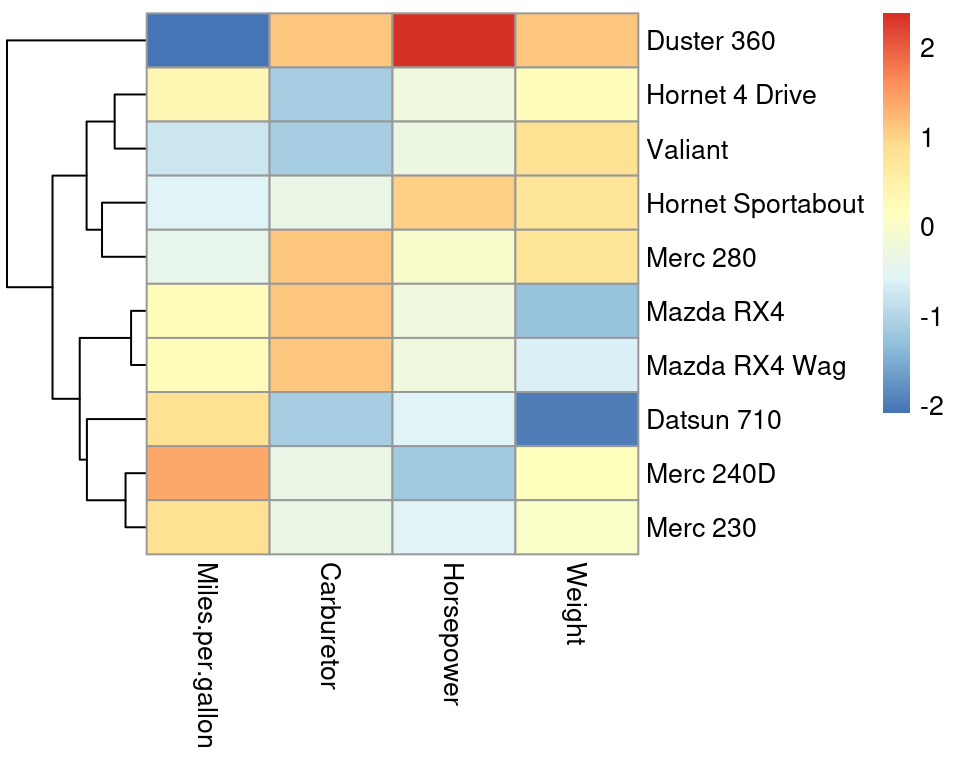 Duster 360
Hornet 4 Drive
Valiant
Hornet Sportabout
Merc 280
Mazda RX4
Mazda RX4 Wag
Datsun 710
Merc 240D
Merc 230
2
1
0
-1
-2
Miles.per.gallon
Carburetor
Horsepower
Weight